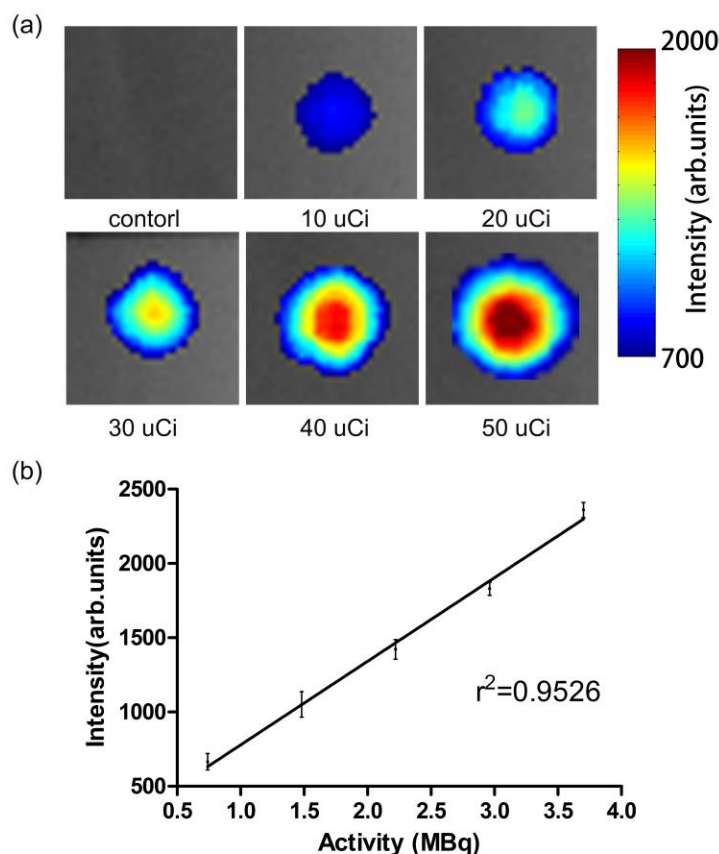 (a)
2000
Intensity (arb.units)
700
contorl
10 uCi
20 uCi
30 uCi
40 uCi
50 uCi
(b)
2500
2000
1500
1000
500
Intensity(arb.units)
r²=0.9526
0.5
1.0
1.5
2.0
2.5
3.0
3.5
4.0
Activity (MBq)